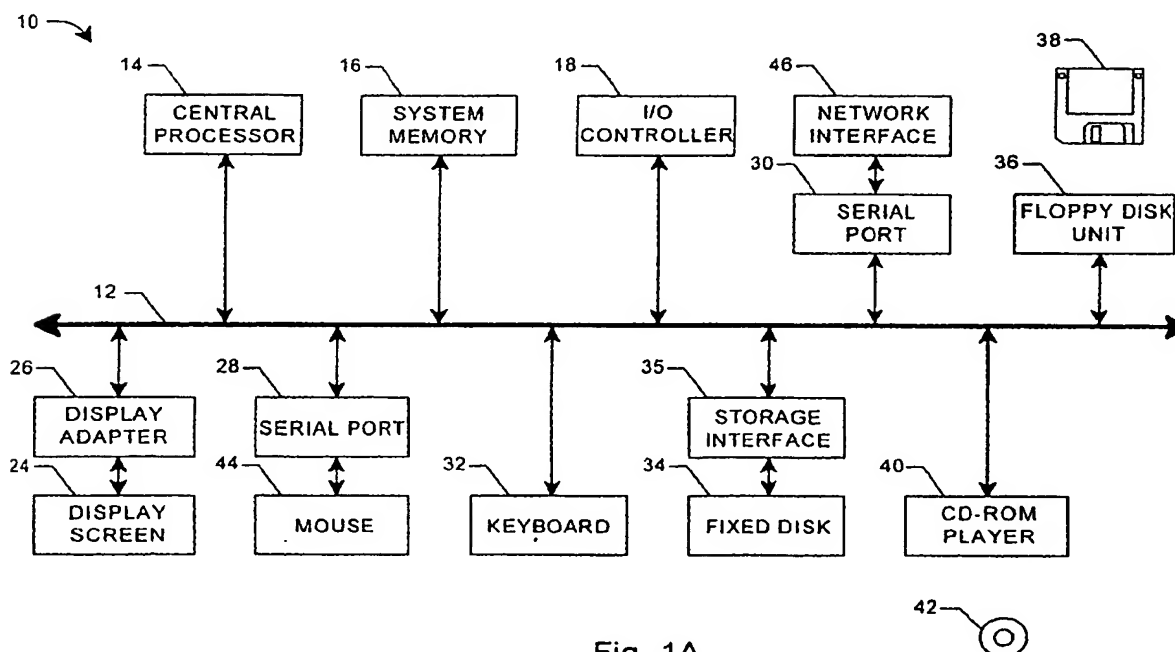 10
14
16
18
46
38
CENTRAL
PROCESSOR
SYSTEM
MEMORY
I/O
CONTROLLER
NETWORK
INTERFACE
30
36
SERIAL
PORT
FLOPPY DISK
UNIT
12
26
28
35
DISPLAY
ADAPTER
SERIAL PORT
STORAGE
INTERFACE
24
44
32
34
40
DISPLAY
SCREEN
MOUSE
KEYBOARD
FIXED DISK
CD-ROM
PLAYER
42
Fig. 1A